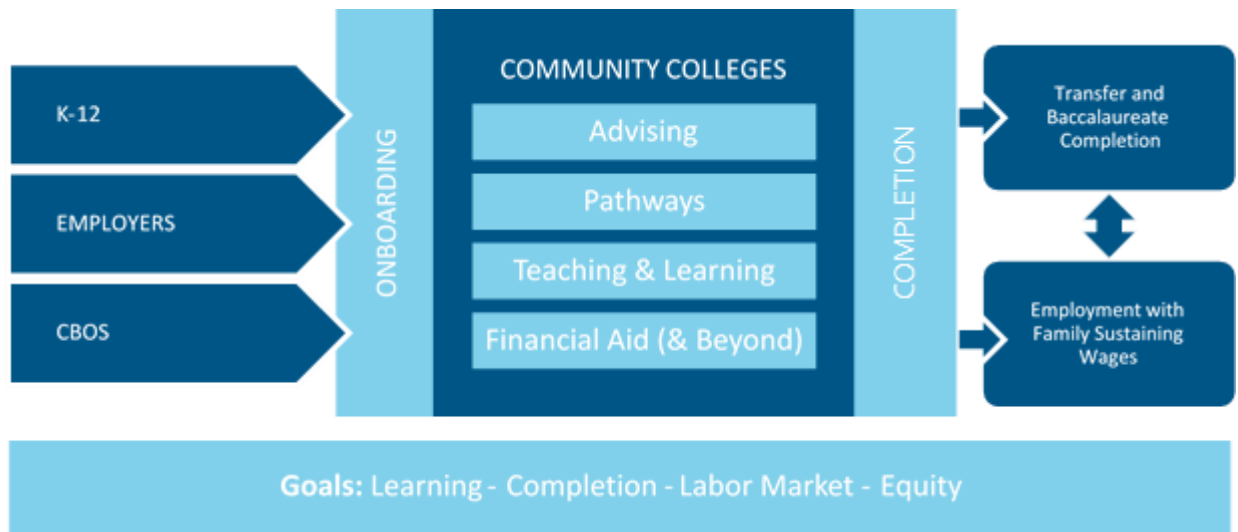 K-12
EMPLOYERS
CBOS
ONBOARDING
COMMUNITY COLLEGES
Advising
Pathways
Teaching & Learning
Financial Aid (& Beyond)
COMPLETION
Transfer and
Baccalaureate
Completion
Employment with
Family Sustaining
Wages
Goals: Learning - Completion - Labor Market - Equity